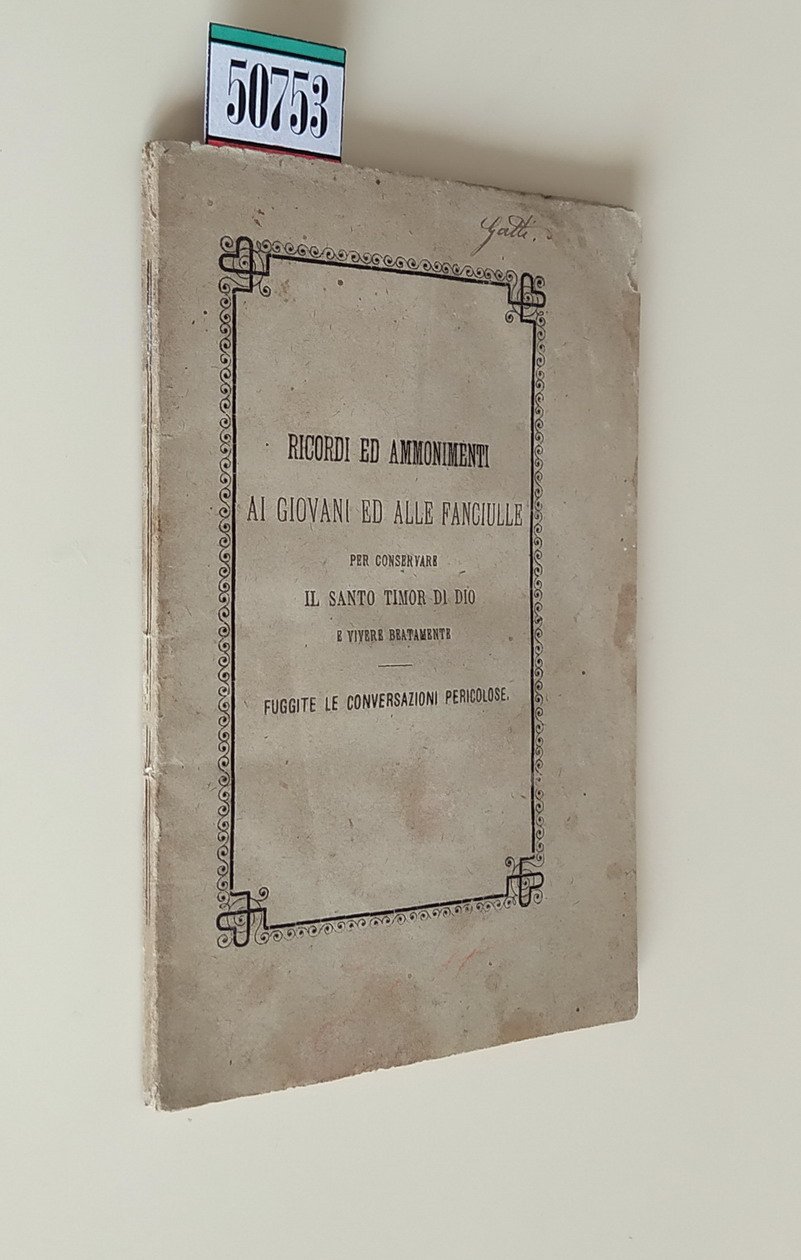 50753
Gatti.
RICORDI ED AMMONIMENTI
AI GIOVANI ED ALLE FANCIULLE
PER CONSERVARE
IL SANTO TIMOR DI DIO
E VIVERE BEATAMENTE
FUGGITE LE CONVERSAZIONI PERICOLOSE.